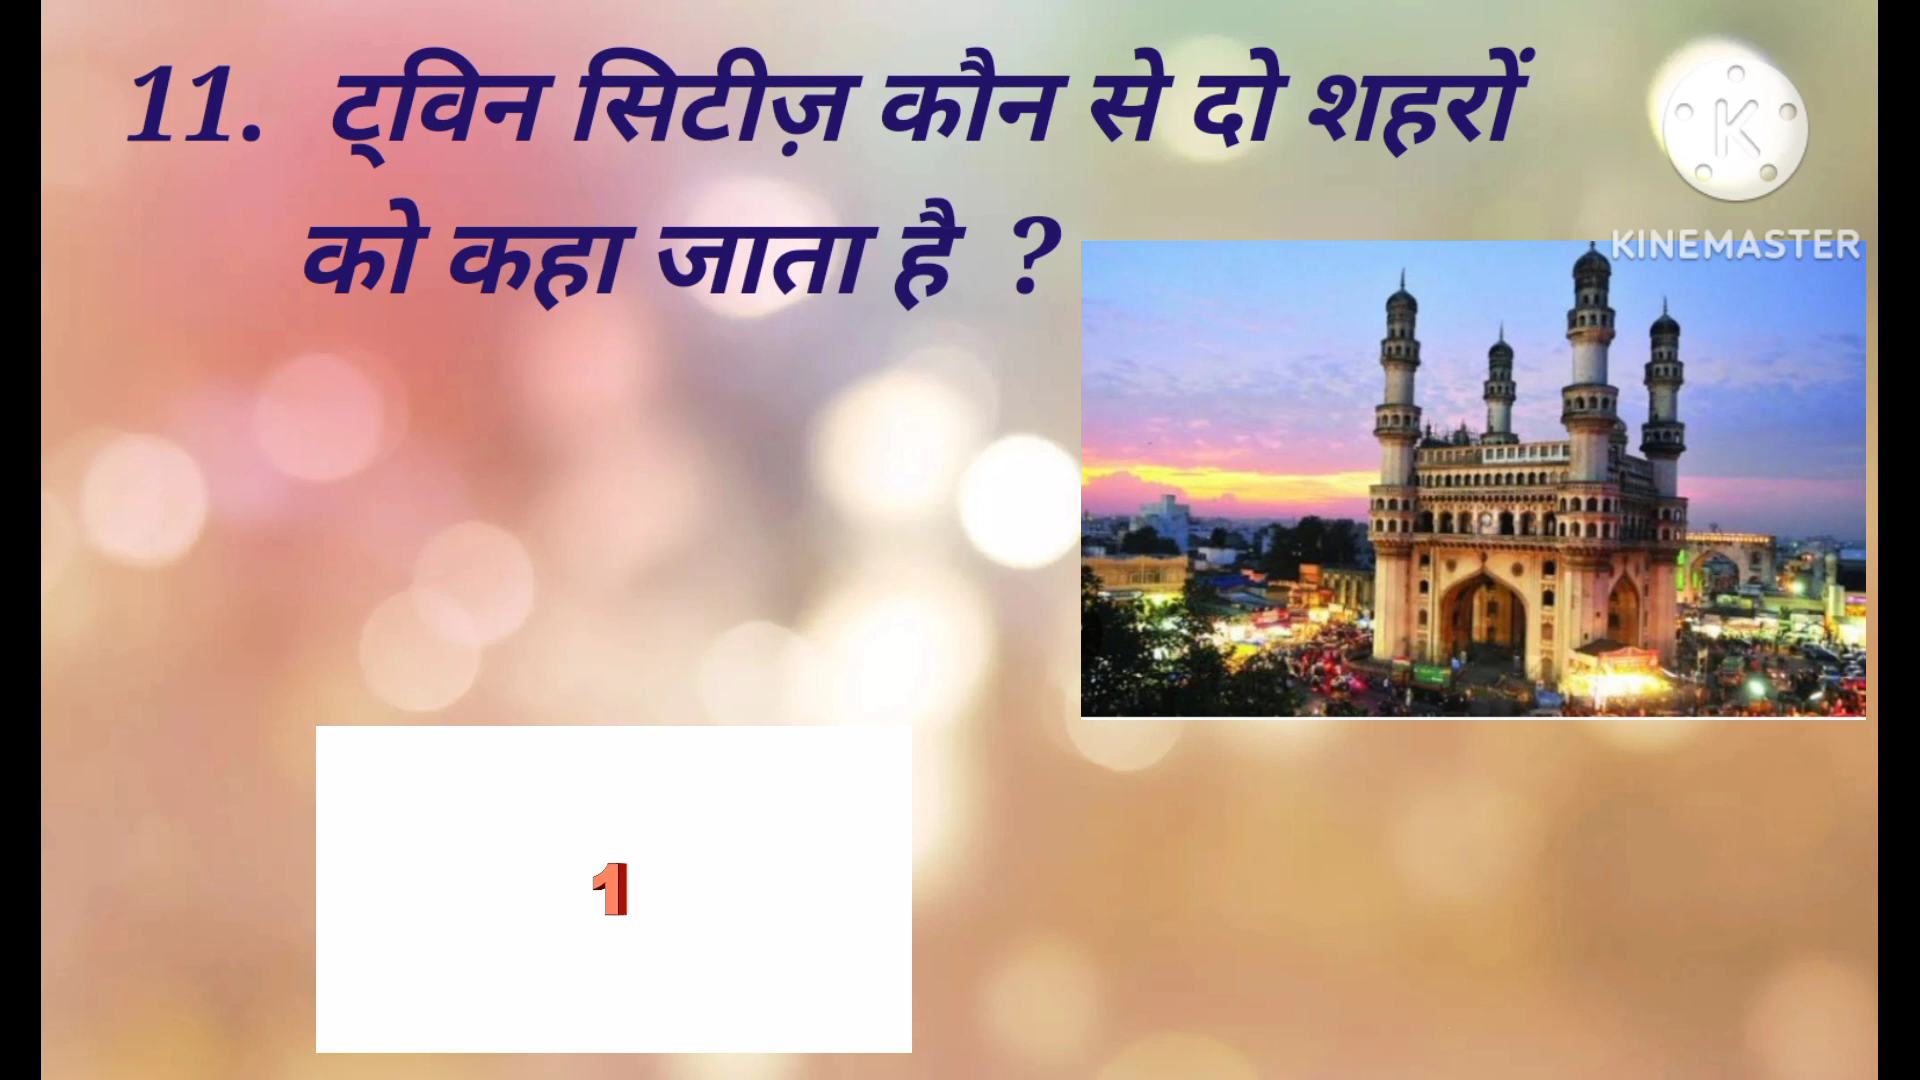 11. ट्विन सिटीज़ कौन से दो शहरों
को कहा जाता है ?
K
KINEMASTER
1